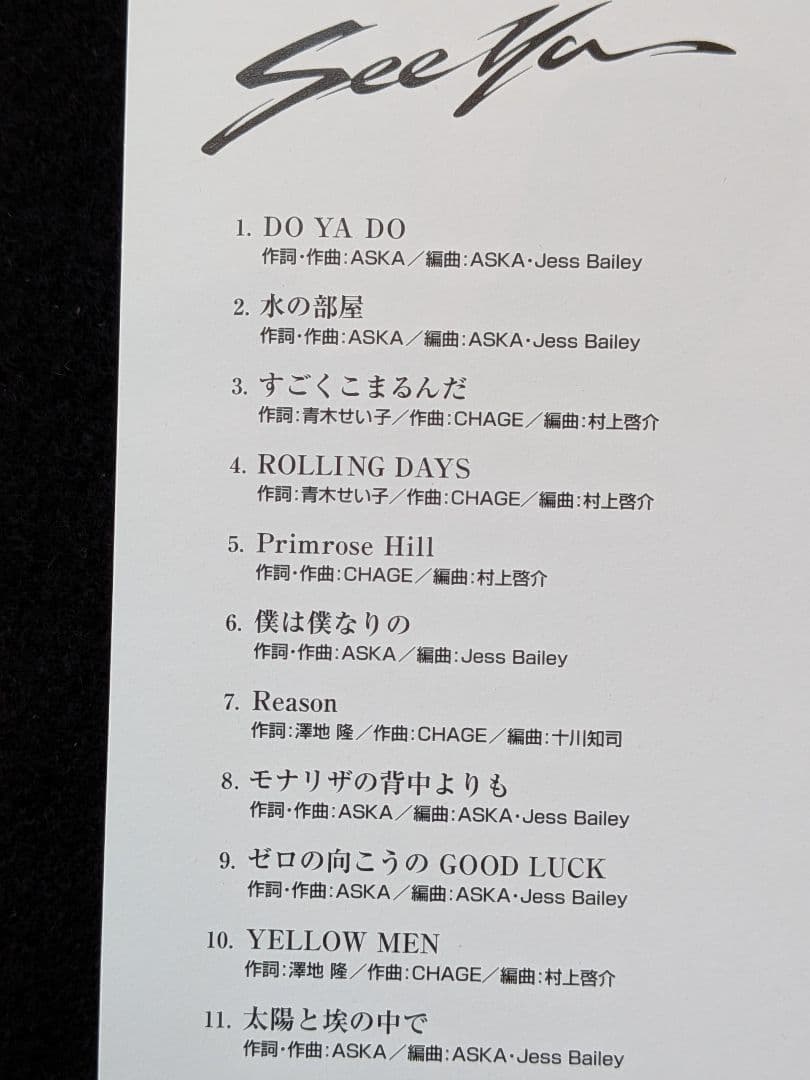 See Ya
1. DO YA DO
作詞・作曲：ASKA／編曲：ASKA・Jess Bailey
2. 水の部屋
作詞・作曲：ASKA／編曲：ASKA・Jess Bailey
3. すごくこまるんだ
作詞：青木せい子／作曲：CHAGE／編曲：村上啓介
4. ROLLING DAYS
作詞：青木せい子／作曲：CHAGE／編曲：村上啓介
5. Primrose Hill
作詞・作曲：CHAGE／編曲：村上啓介
6. 僕は僕なりの
作詞・作曲：ASKA／編曲：Jess Bailey
7. Reason
作詞：澤地 隆／作曲：CHAGE／編曲：十川知司
8. モナリザの背中よりも
作詞・作曲：ASKA／編曲：ASKA・Jess Bailey
9. ゼロの向こうの GOOD LUCK
作詞・作曲：ASKA／編曲：ASKA・Jess Bailey
10. YELLOW MEN
作詞：澤地 隆／作曲：CHAGE／編曲：村上啓介
11. 太陽と埃の中で
作詞・作曲：ASKA／編曲：ASKA・Jess Bailey